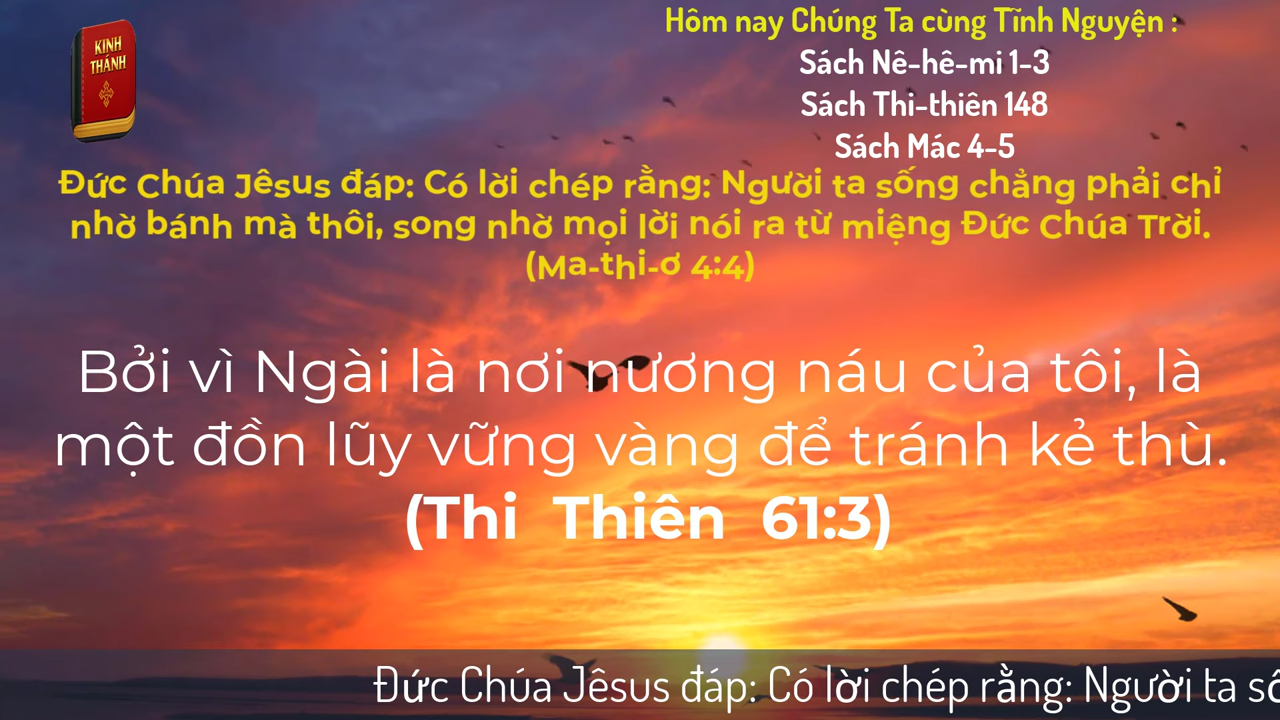 KINH
THÁNH
Hôm nay Chúng Ta cùng Tĩnh Nguyện :
Sách Nê-hê-mi 1-3
Sách Thi-thiên 148
Sách Mác 4-5
Đức Chúa Jêsus đáp: Có lời chép rằng: Người ta sống chẳng phải chỉ
nhờ bánh mà thôi, song nhờ mọi lời nói ra từ miệng Đức Chúa Trời.
(Ma-thi-ơ 4:4)
Bởi vì Ngài là nơi nương náu của tôi, là
một đồn lũy vững vàng để tránh kẻ thù.
(Thi Thiên 61:3)
Đức Chúa Jêsus đáp: Có lời chép rằng: Người ta